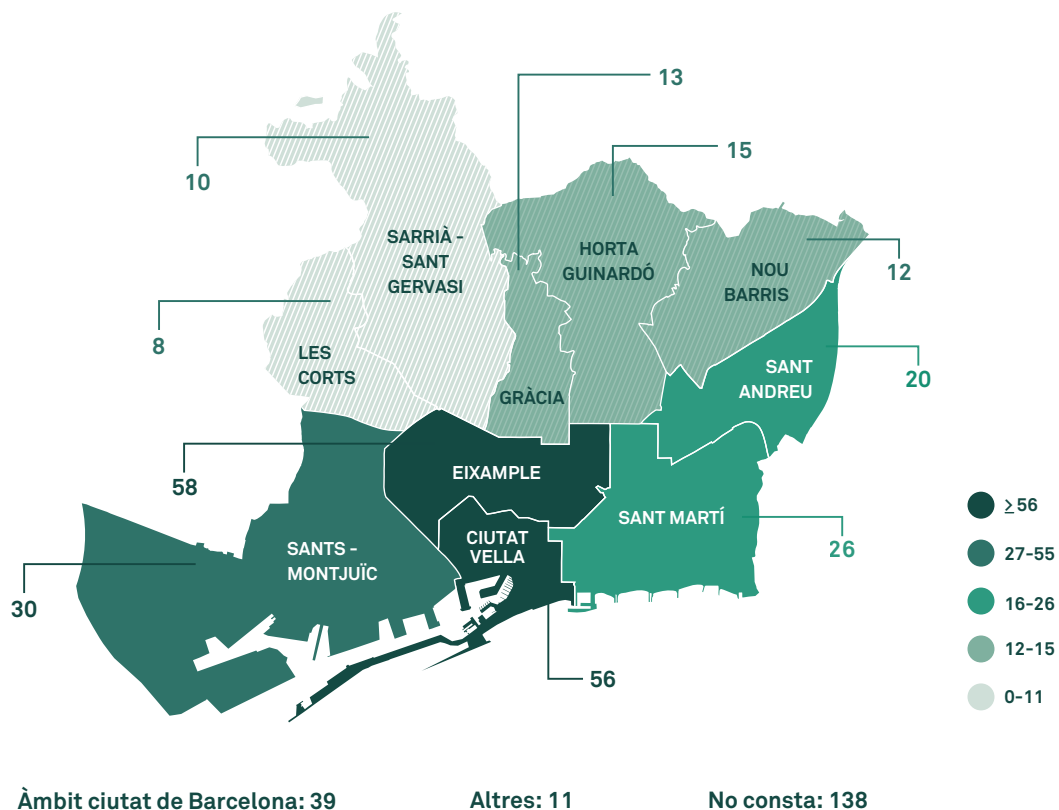 13
15
10
SARRIÀ -
SANT
GERVASI
HORTA
GUINARDÓ
NOU
BARRIS
12
8
LES
CORTS
GRÀCIA
SANT
ANDREU
20
58
EIXAMPLE
SANT MARTÍ
26
CIUTAT
VELLA
SANTS -
MONTJUÏC
30
56
≥ 56
27-55
16-26
12-15
0-11
Àmbit ciutat de Barcelona: 39
Altres: 11
No consta: 138